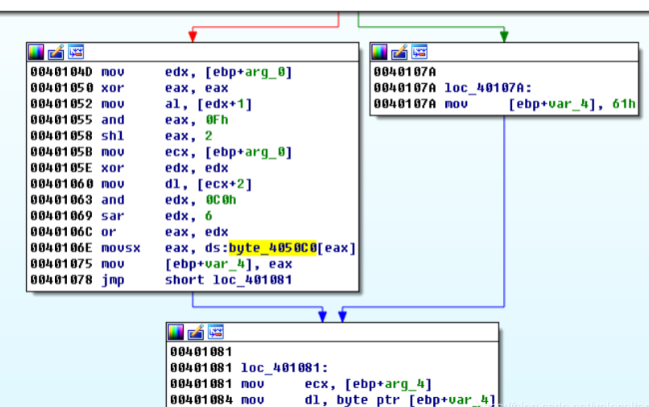 0040104D mov edx, [ebp+arg_0]
00401050 xor eax, eax
00401052 mov al, [edx+1]
00401055 and eax, 0Fh
00401058 shl eax, 2
0040105B mov ecx, [ebp+arg_0]
0040105E xor edx, edx
00401060 mov dl, [ecx+2]
00401063 and edx, 0C0h
00401069 sar edx, 6
0040106C or eax, edx
0040106E movsx eax, ds:byte_4050C0[eax]
00401075 mov [ebp+var_4], eax
00401078 jmp short loc_401081
0040107A
0040107A loc_40107A:
0040107A mov [ebp+var_4], 61h
00401081
00401081 loc_401081:
00401081 mov ecx, [ebp+arg_4]
00401084 mov dl, byte ptr [ebp+var_4]